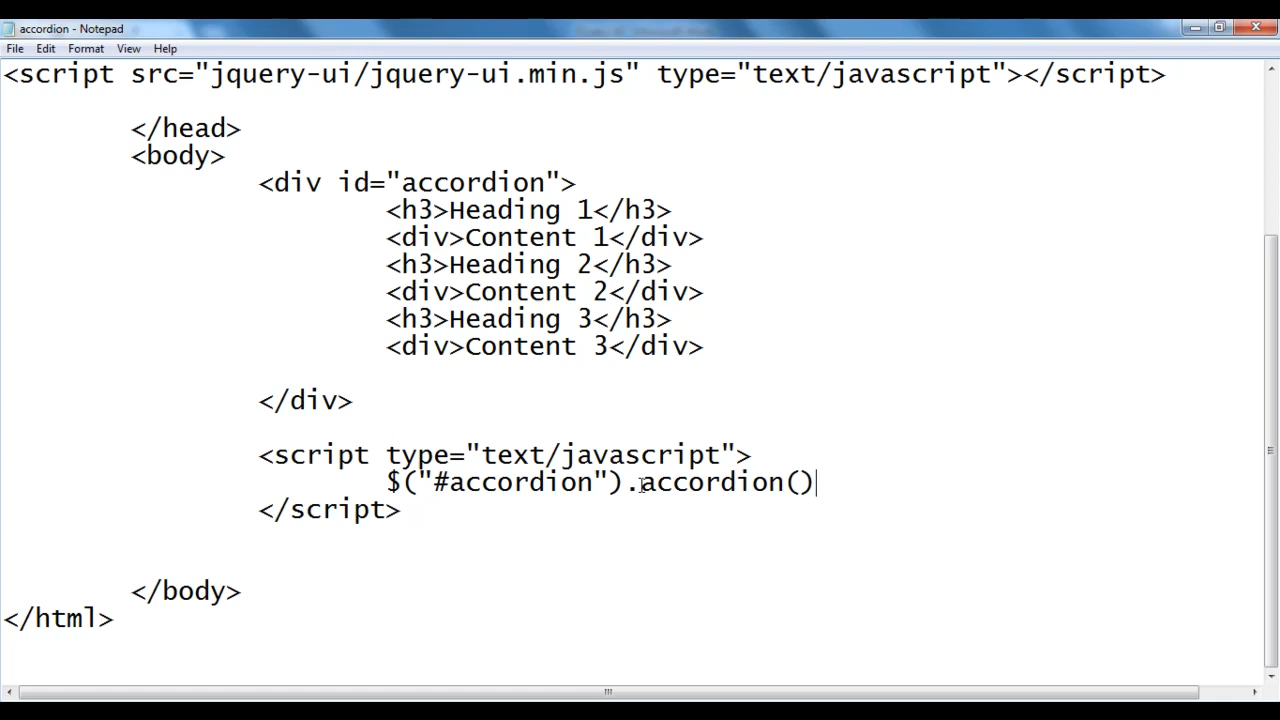 accordion - Notepad
File Edit Format View Help
<script src="jquery-ui/jquery-ui.min.js" type="text/javascript"></script>
</head>
<body>
<div id="accordion">
<h3>Heading 1</h3>
<div>Content 1</div>
<h3>Heading 2</h3>
<div>Content 2</div>
<h3>Heading 3</h3>
<div>Content 3</div>
</div>
<script type="text/javascript">
$("#accordion").accordion()
</script>
</body>
</html>